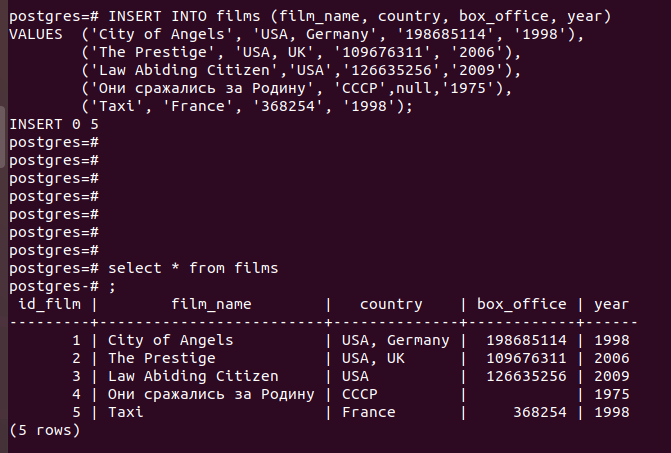 postgres=# INSERT INTO films (film_name, country, box_office, year)
VALUES  ('City of Angels', 'USA, Germany', '198685114', '1998'),
        ('The Prestige', 'USA, UK', '109676311', '2006'),
        ('Law Abiding Citizen','USA','126635256','2009'),
        ('Они сражались за Родину', 'СССР',null,'1975'),
        ('Taxi', 'France', '368254', '1998');
INSERT 0 5
postgres=#
postgres=#
postgres=#
postgres=#
postgres=#
postgres=#
postgres=#
postgres=# select * from films
postgres-# ;
 id_film |        film_name        |   country    | box_office | year
---------+-------------------------+--------------+------------+------
       1 | City of Angels          | USA, Germany |  198685114 | 1998
       2 | The Prestige            | USA, UK      |  109676311 | 2006
       3 | Law Abiding Citizen     | USA          |  126635256 | 2009
       4 | Они сражались за Родину | СССР         |            | 1975
       5 | Taxi                    | France       |     368254 | 1998
(5 rows)